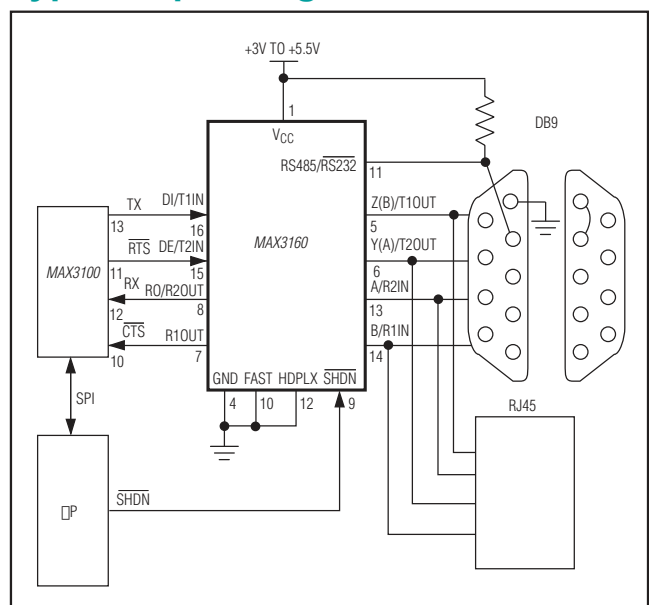 +3V TO +5.5V
1
VCC
DB9
RS485/RS232
11
TX
DI/T1IN
13
16
Z(B)/T1OUT
5
MAX3100
MAX3160
RTS
DE/T2IN
11
15
Y(A)/T2OUT
6
RX
RO/R2OUT
12
8
A/R2IN
13
CTS
R1OUT
10
7
B/R1IN
14
GND FAST HDPLX SHDN
4 10 12 9
SPI
RJ45
□P
SHDN